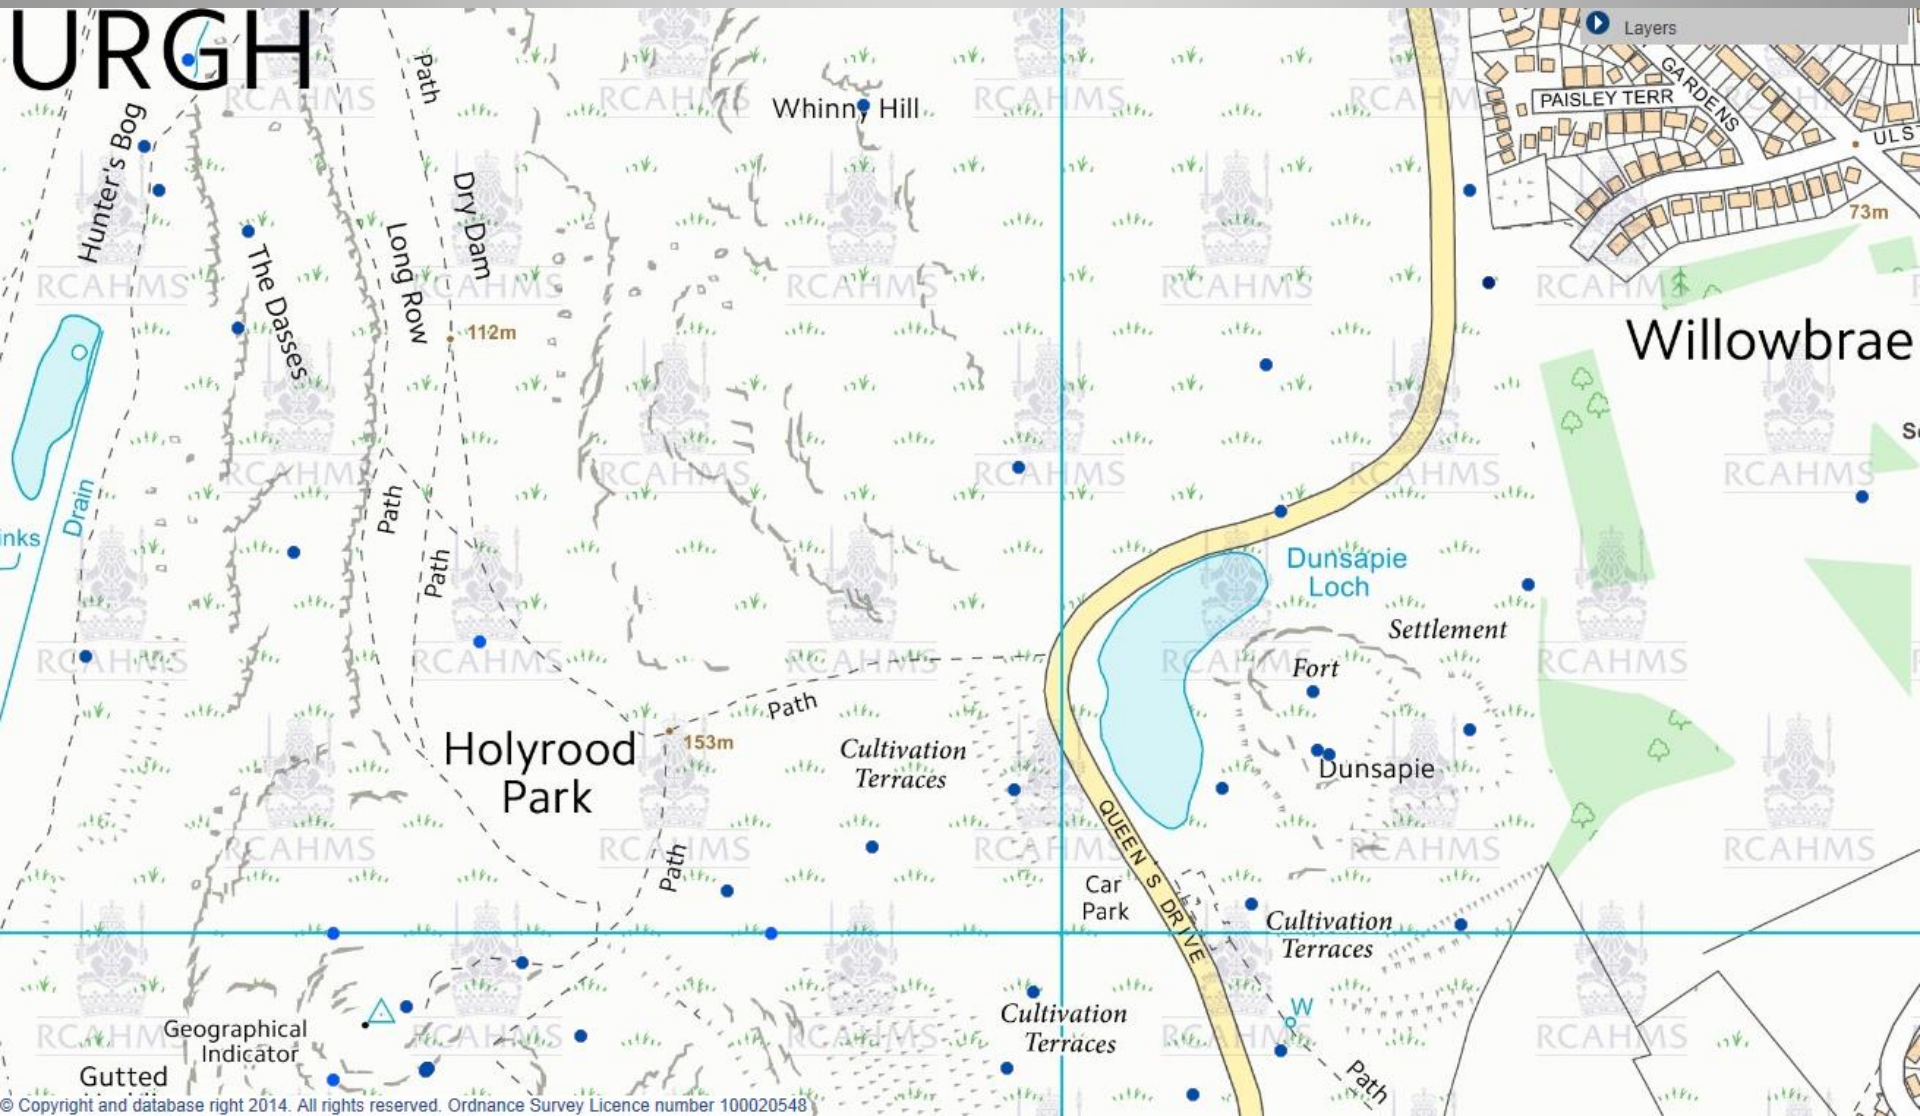 URGH
Layers
GARDENS
PAISLEY TERR
Path
Whinny Hill
Hunter's Bog
Dry Dam
Long Row
The Dasses
73m
112m
Willowbrae
Drain
inks
Path
Path
Dunsapie
Loch
Settlement
Fort
Path
153m
Holyrood
Park
Cultivation
Terraces
Dunsapie
QUEEN'S DRIVE
Path
Car
Park
Cultivation
Terraces
W
Cultivation
Terraces
Geographical
Indicator
Gutted
Path
RCAHMS
© Copyright and database right 2014. All rights reserved. Ordnance Survey Licence number 100020548